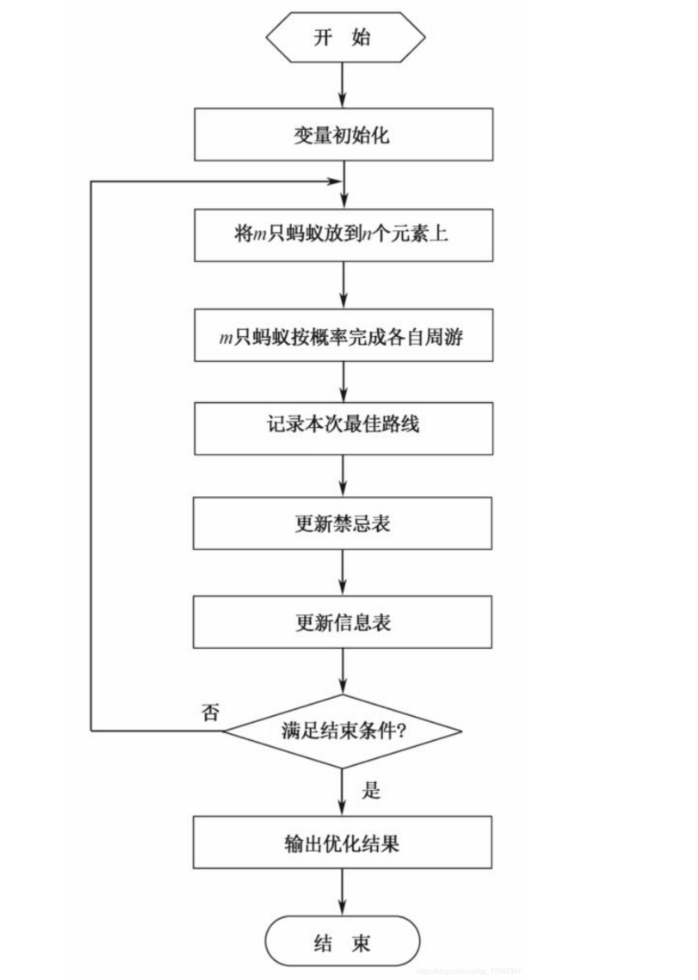 开 始
变量初始化
将m只蚂蚁放到n个元素上
m只蚂蚁按概率完成各自周游
记录本次最佳路线
更新禁忌表
更新信息表
否
满足结束条件?
是
输出优化结果
结 束